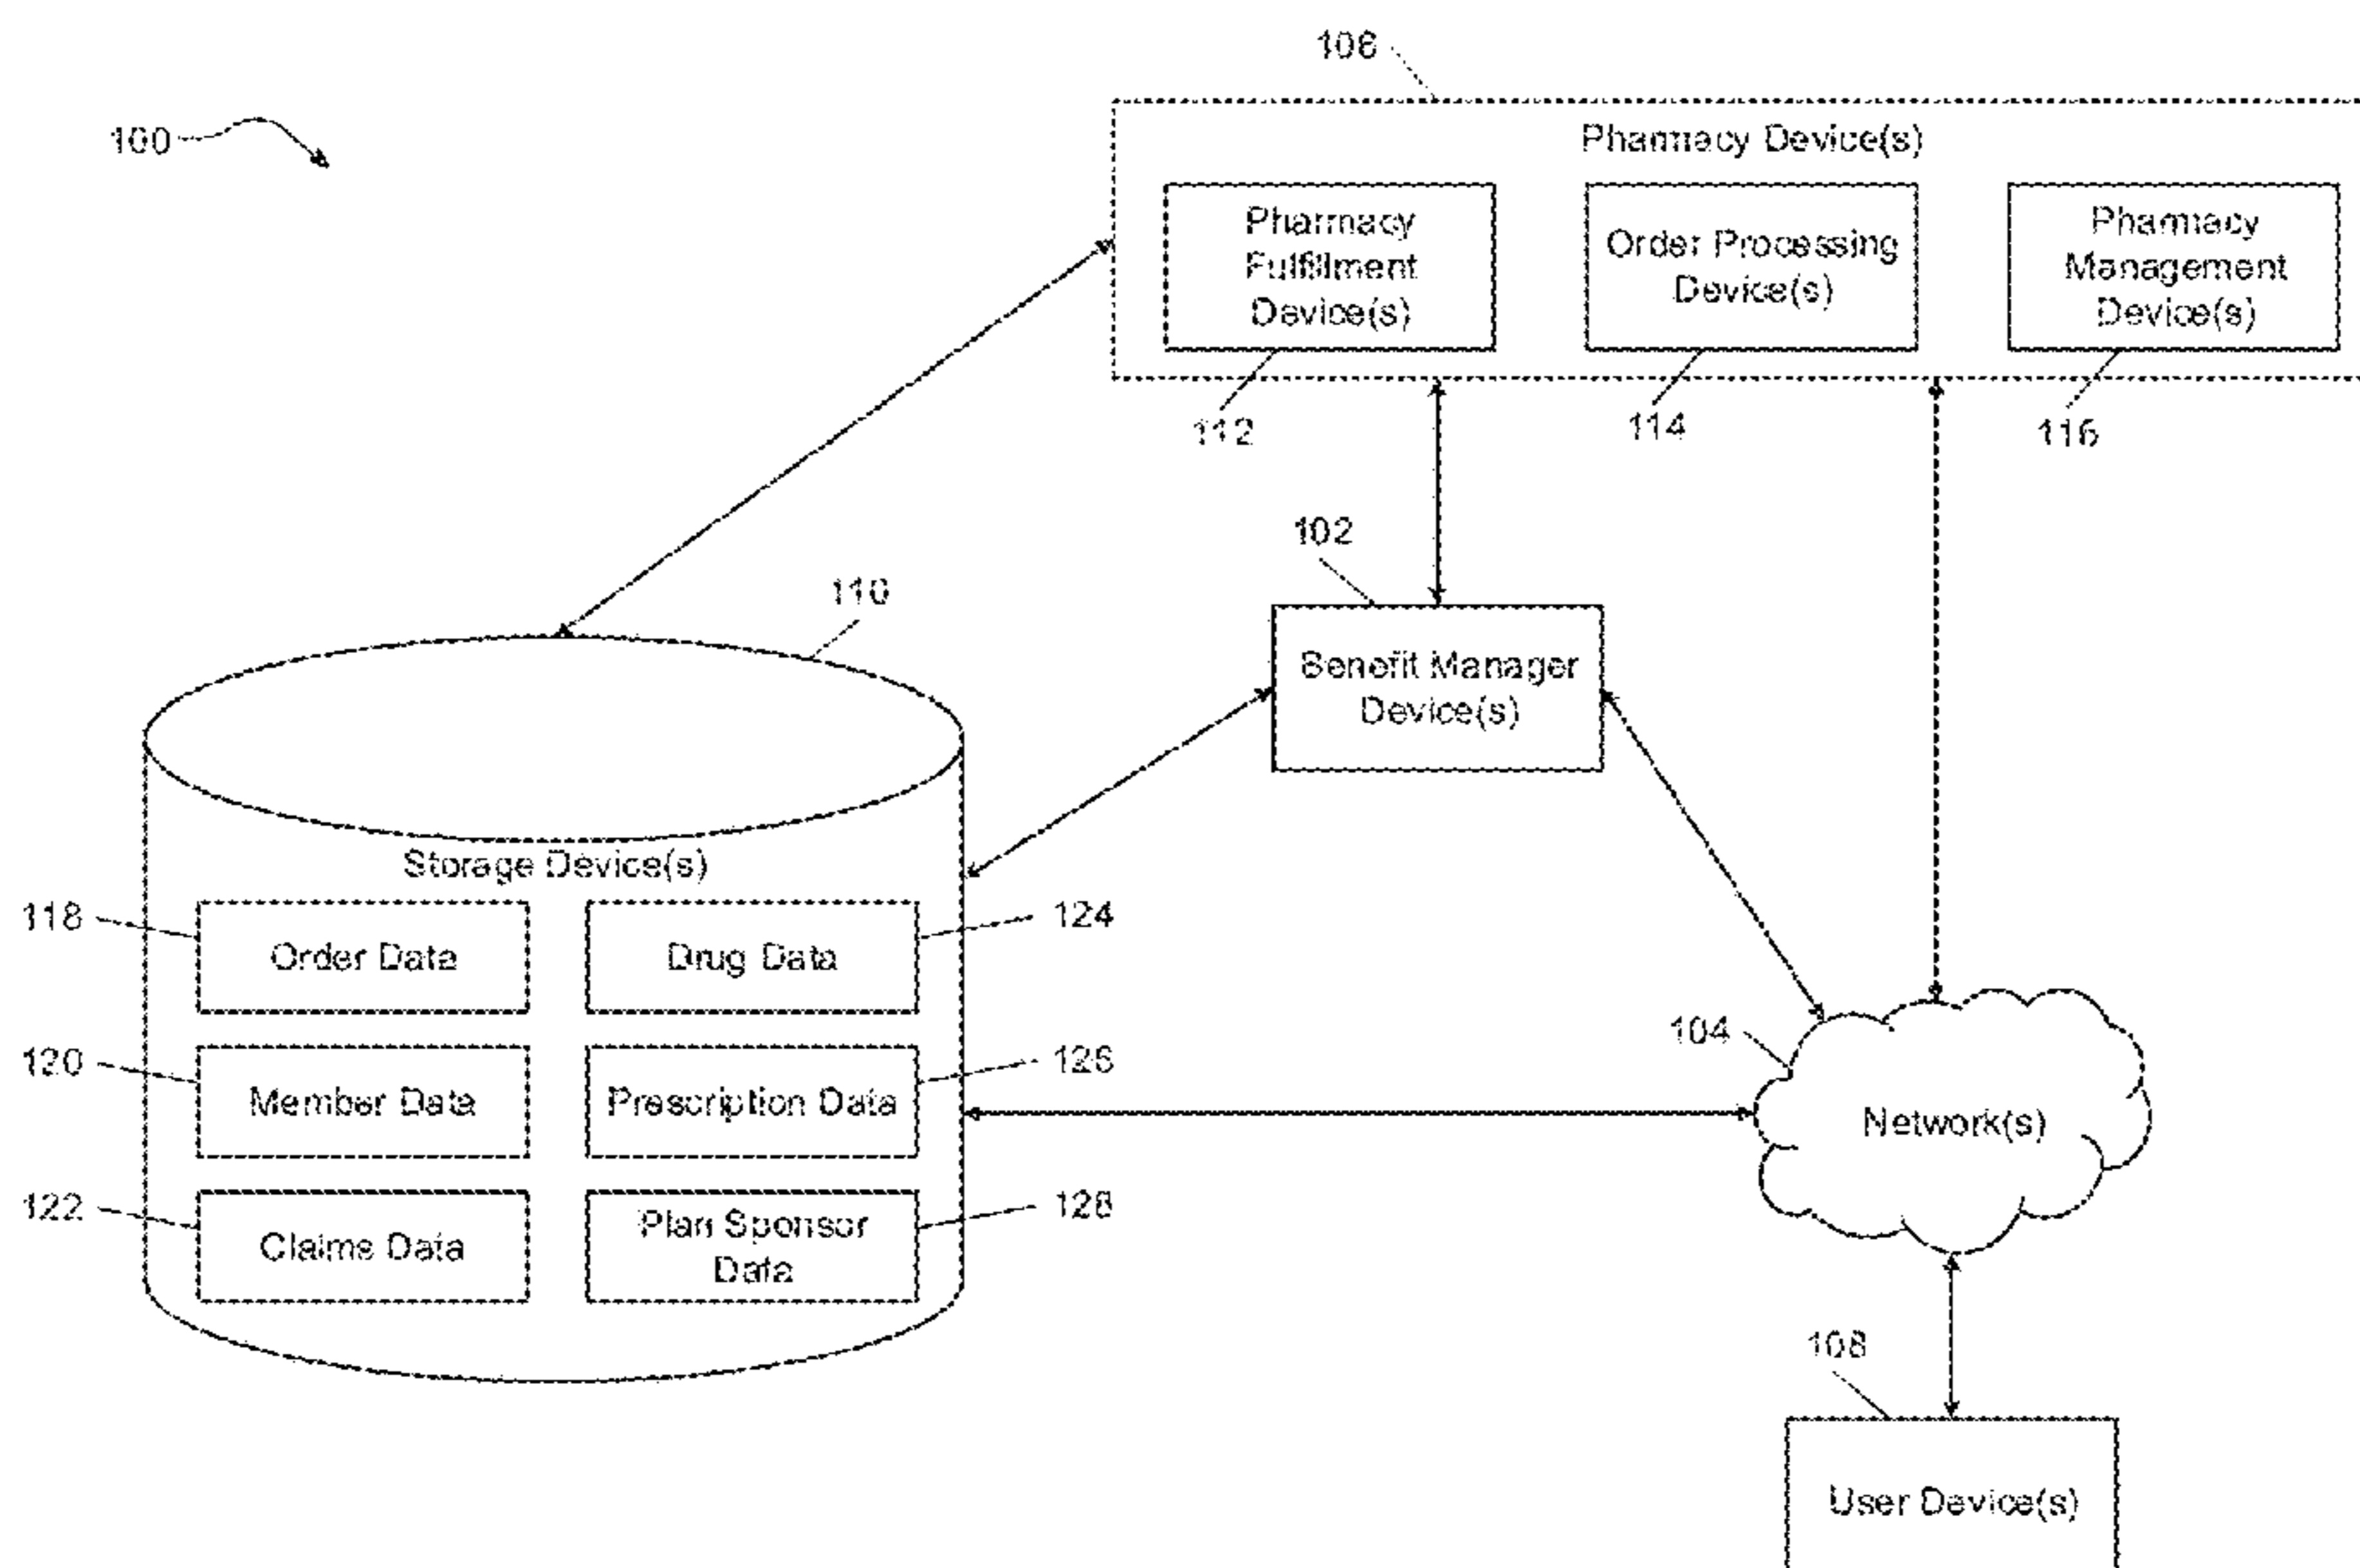 106
100
Pharmacy Device(s)
Pharmacy
Fulfillment
Device(s)
Order Processing
Device(s)
Pharmacy
Management
Device(s)
112
114
116
102
110
Benefit Manager
Device(s)
Storage Device(s)
118
Order Data
Drug Data
124
120
Member Data
Prescription Data
126
104
Network(s)
122
Claims Data
Plan Sponsor
Data
128
108
User Device(s)